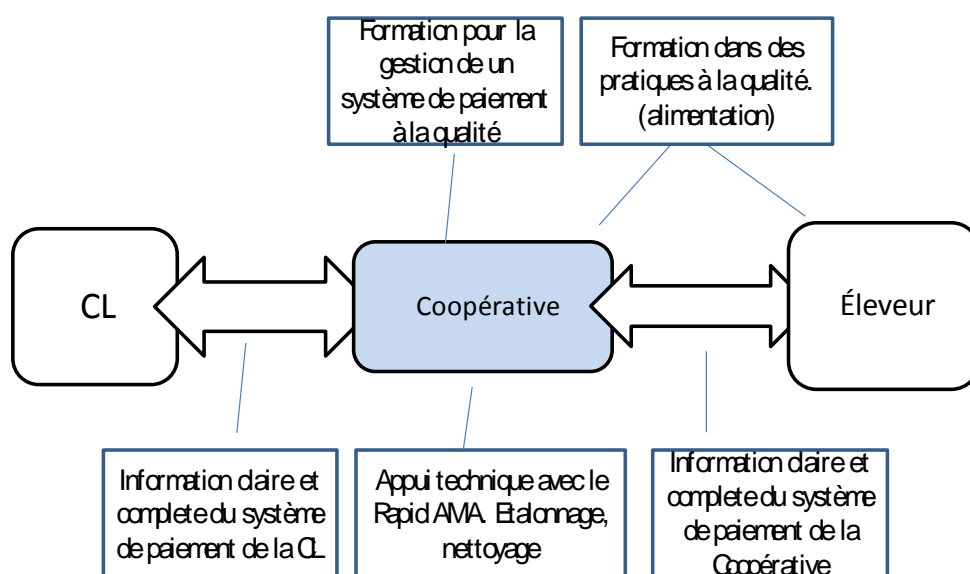 Formation pour la
gestion de un
système de paiement
à la qualité
Formation dans des
pratiques à la qualité.
(alimentation)
CL
Coopérative
Éleveur
Information claire et
complete du système
de paiement de la CL
Appui technique avec le
Rapid AMA. Etalonnage,
nettoyage
Information claire et
complete du système
de paiement de la
Coopérative